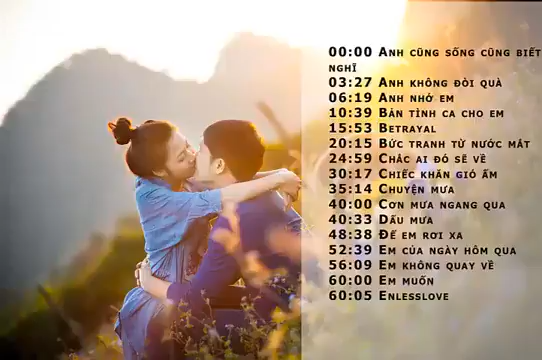 00:00 Anh cũng sống cũng biết
nghĩ
03:27 Anh không đòi quà
06:19 Anh nhớ em
10:39 Bản tình ca cho em
15:53 Betrayal
20:15 Bức tranh từ nước mắt
24:59 Chắc ai đó sẽ về
30:17 Chiếc khăn gió ấm
35:14 Chuyện mưa
40:00 Cơn mưa ngang qua
40:33 Dấu mưa
48:38 Để em rời xa
52:39 Em của ngày hôm qua
56:09 Em không quay về
60:00 Em muốn
60:05 Enlesslove